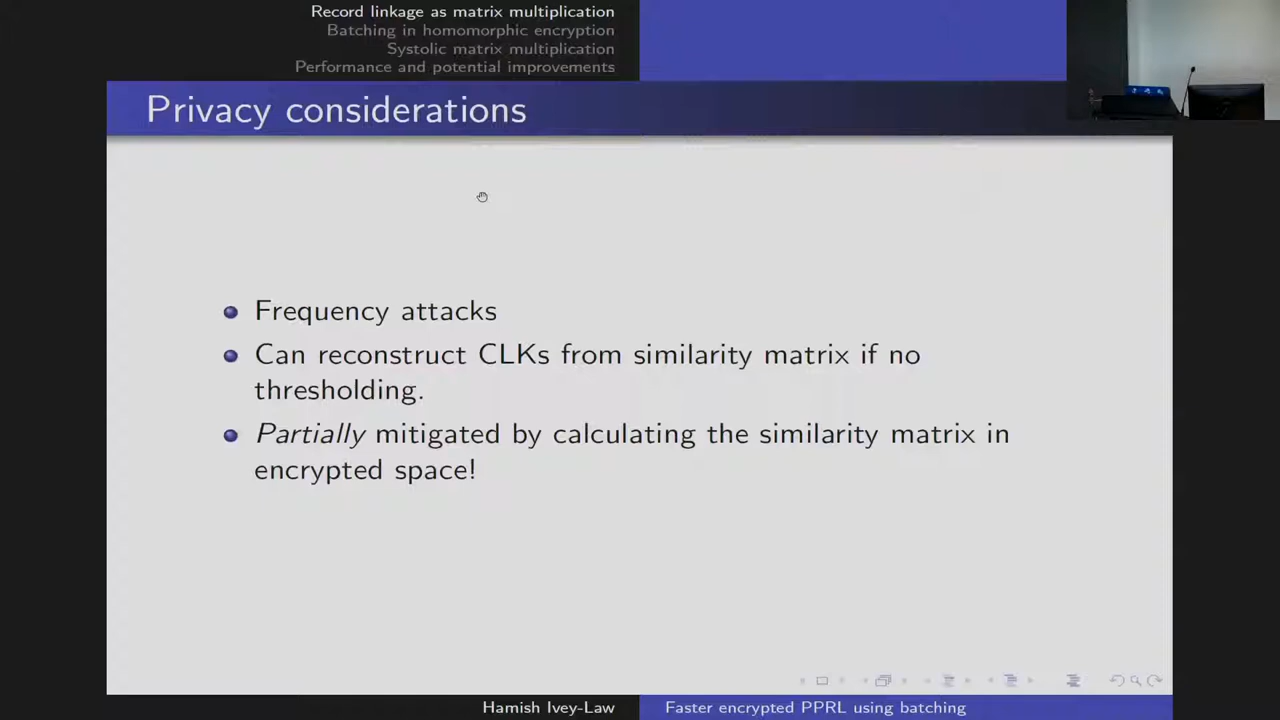 Record linkage as matrix multiplication
Batching in homomorphic encryption
Systolic matrix multiplication
Performance and potential improvements
Privacy considerations
Frequency attacks
Can reconstruct CLKs from similarity matrix if no
thresholding.
Partially mitigated by calculating the similarity matrix in
encrypted space!
Hamish Ivey-Law
Faster encrypted PPRL using batching